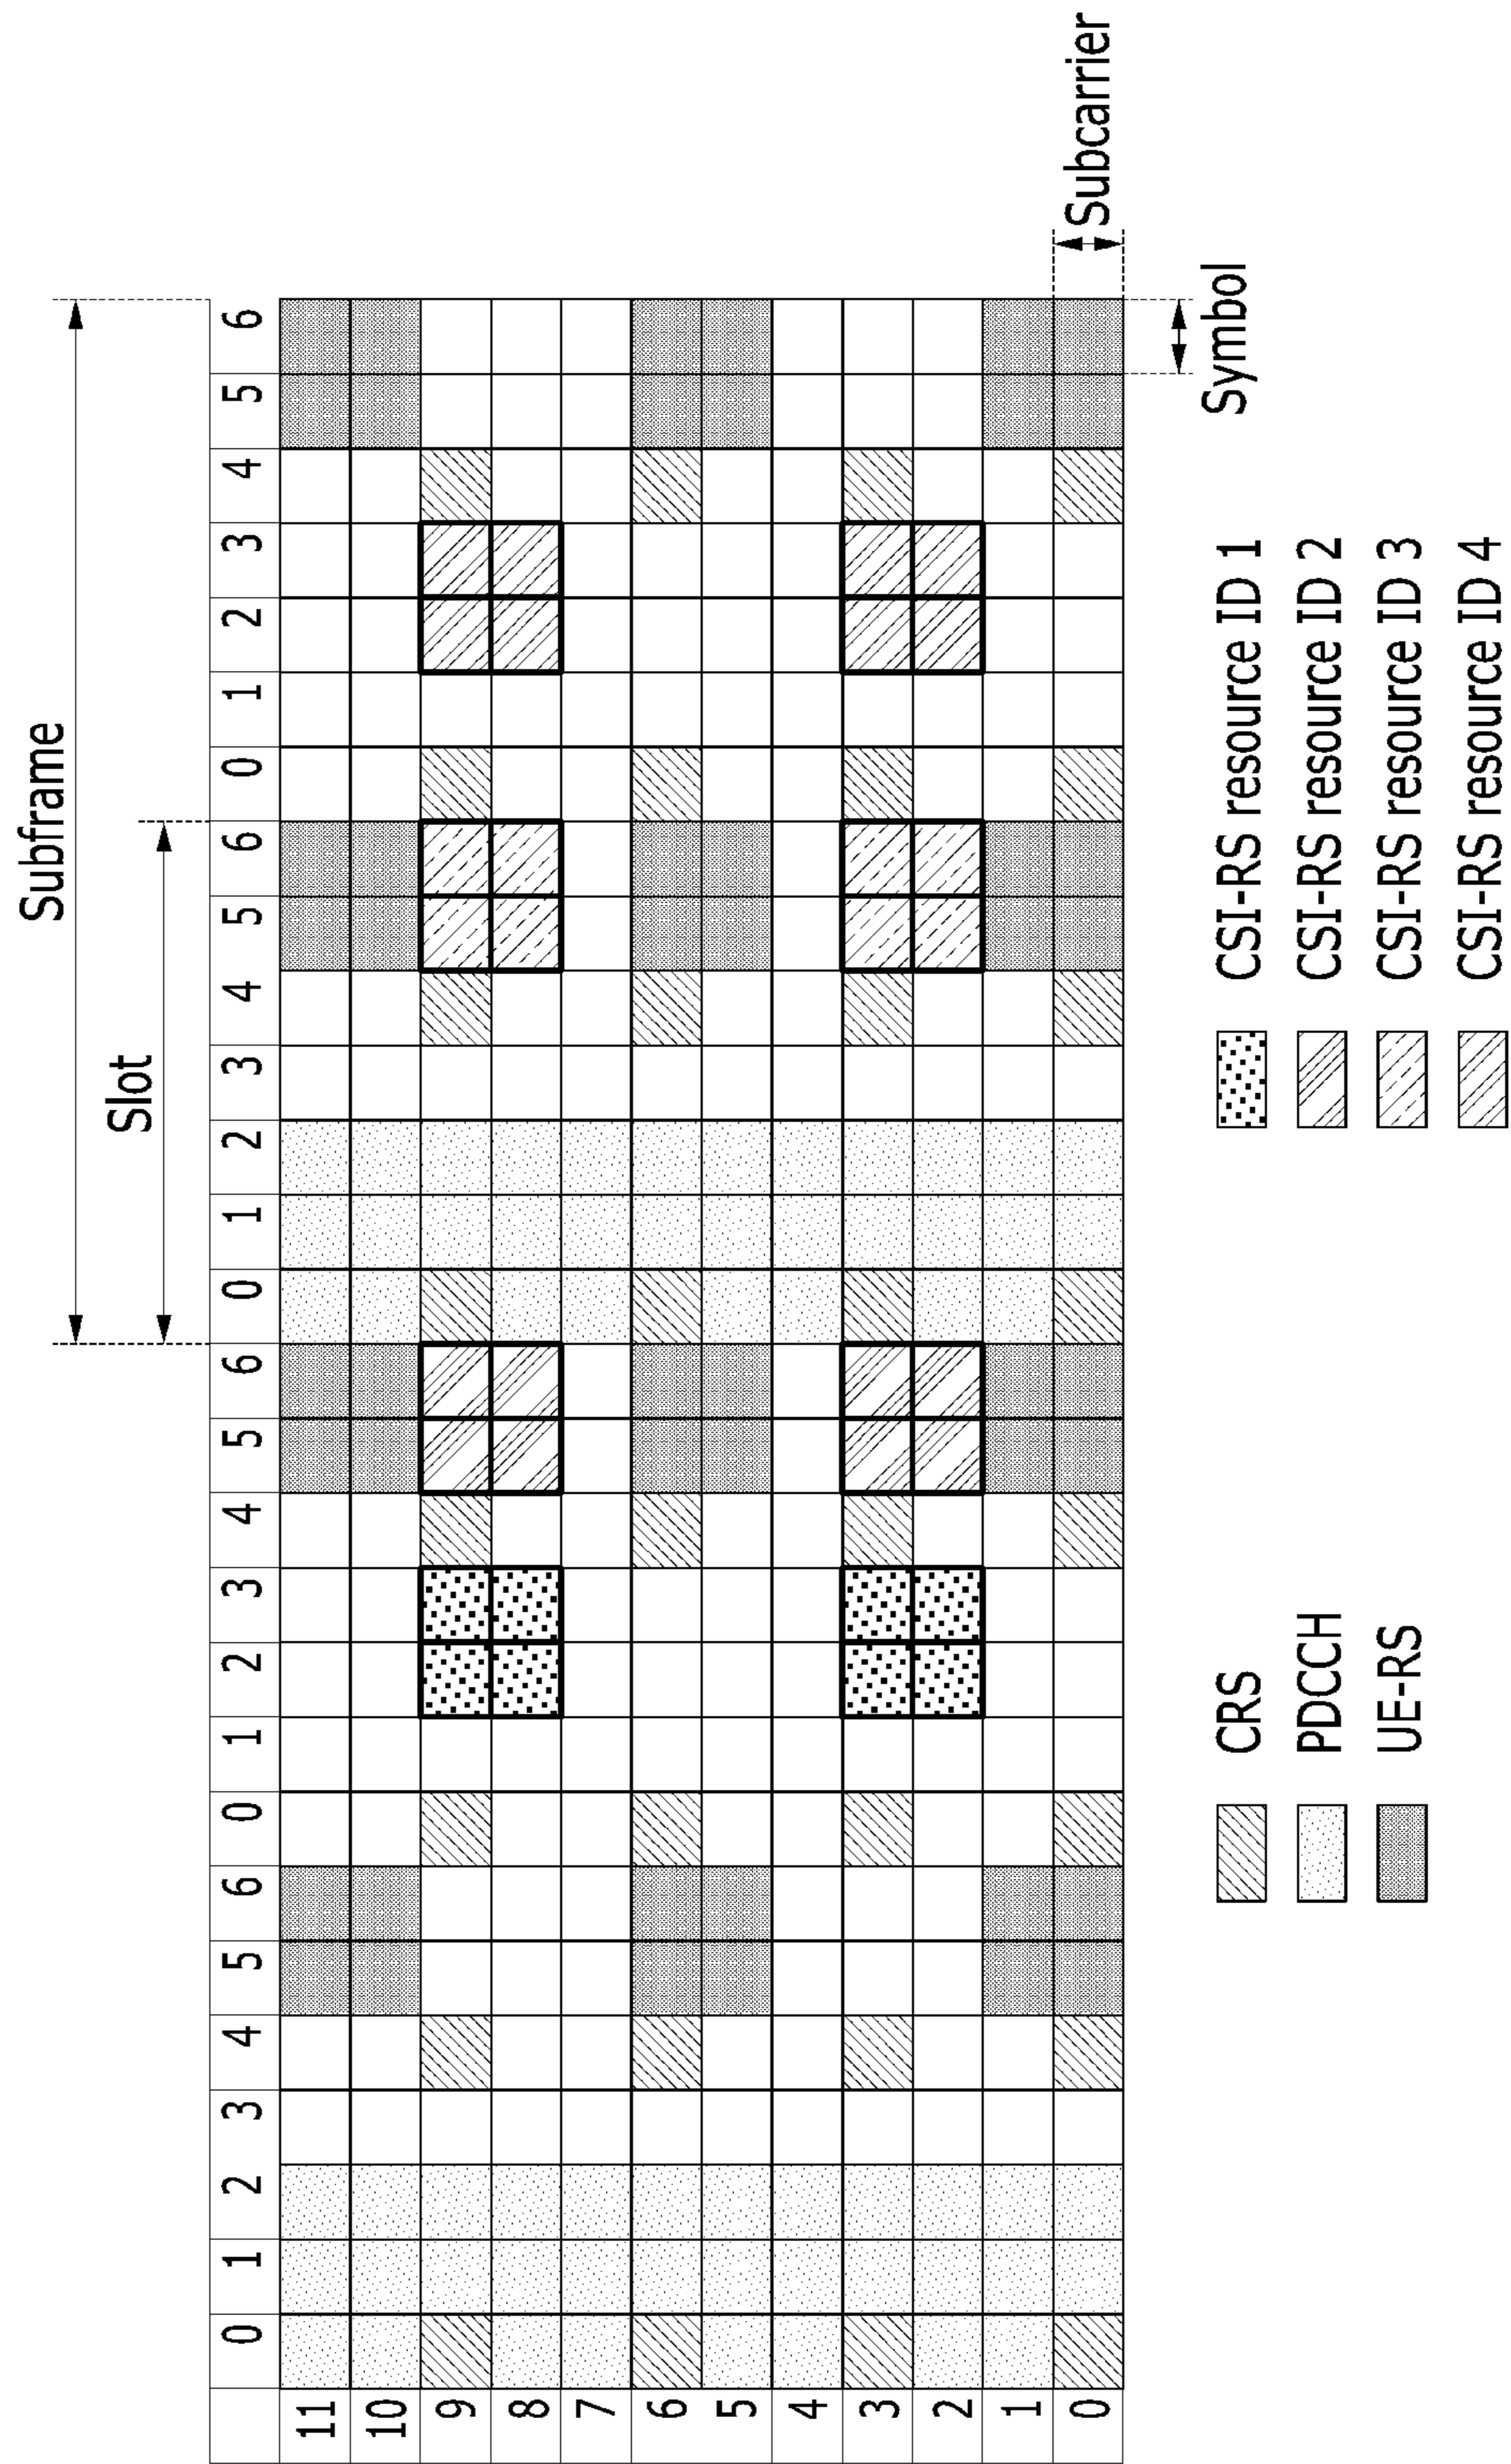 Subframe
Slot
0 1 2 3 4 5 6 0 1 2 3 4 5 6 0 1 2 3 4 5 6 0 1 2 3 4 5 6
11
10
9
8
7
6
5
4
3
2
1
0
Subcarrier
Symbol
CRS
PDCCH
UE-RS
CSI-RS resource ID 1
CSI-RS resource ID 2
CSI-RS resource ID 3
CSI-RS resource ID 4